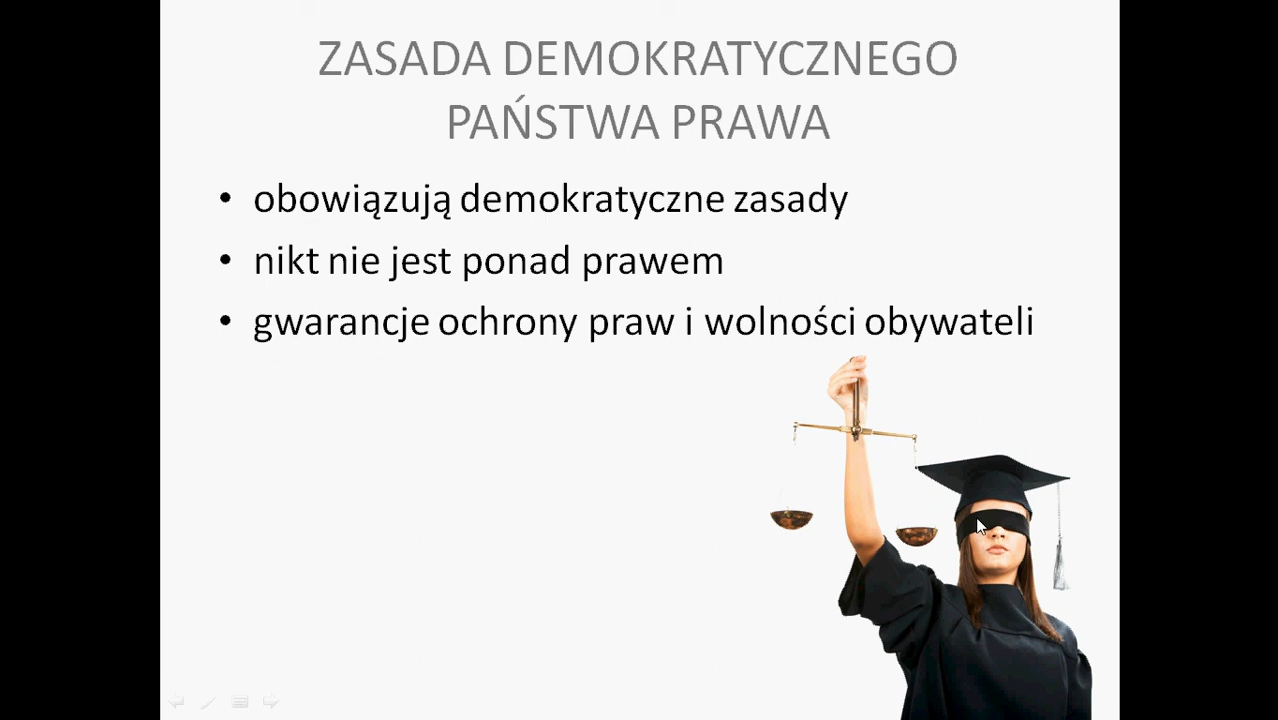 ZASADA DEMOKRATYCZNEGO
PAŃSTWA PRAWA
• obowiązują demokratyczne zasady
• nikt nie jest ponad prawem
• gwarancje ochrony praw i wolności obywateli